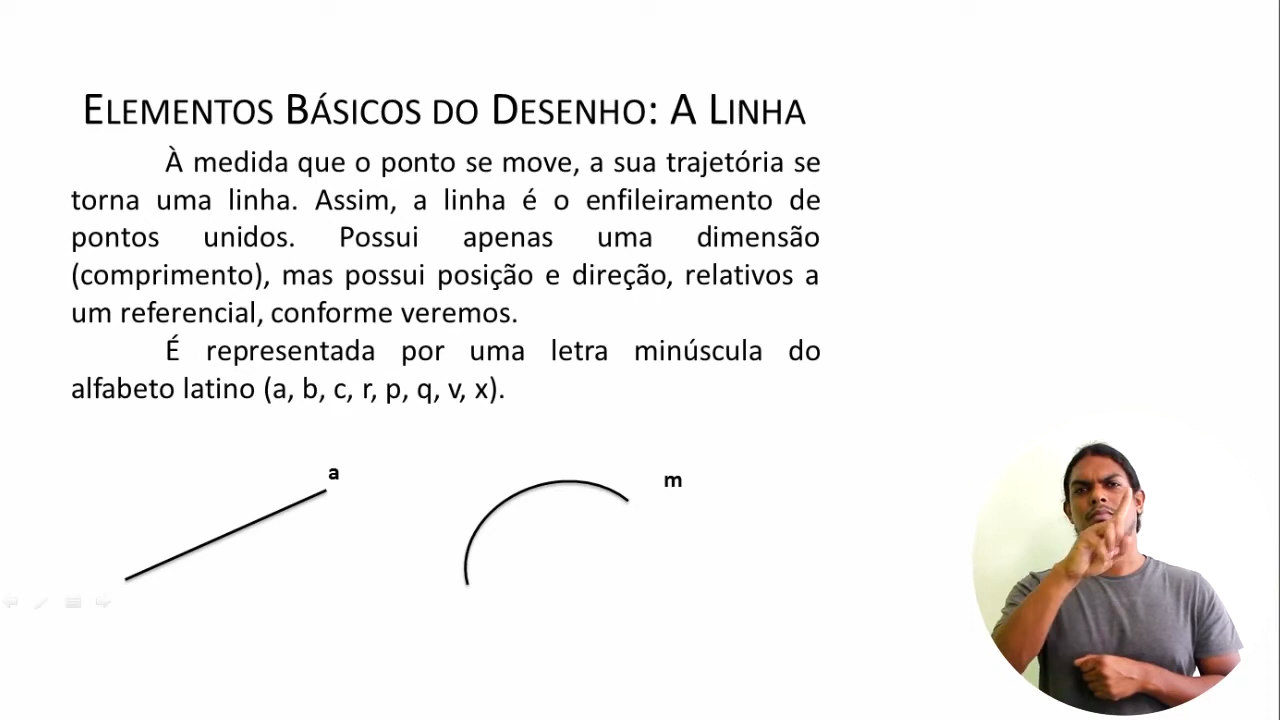 ELEMENTOS BÁSICOS DO DESENHO: A LINHA
À medida que o ponto se move, a sua trajetória se
torna uma linha. Assim, a linha é o enfileiramento de
pontos unidos. Possui apenas uma dimensão
(comprimento), mas possui posição e direção, relativos a
um referencial, conforme veremos.
É representada por uma letra minúscula do
alfabeto latino (a, b, c, r, p, q, v, x).
a
m